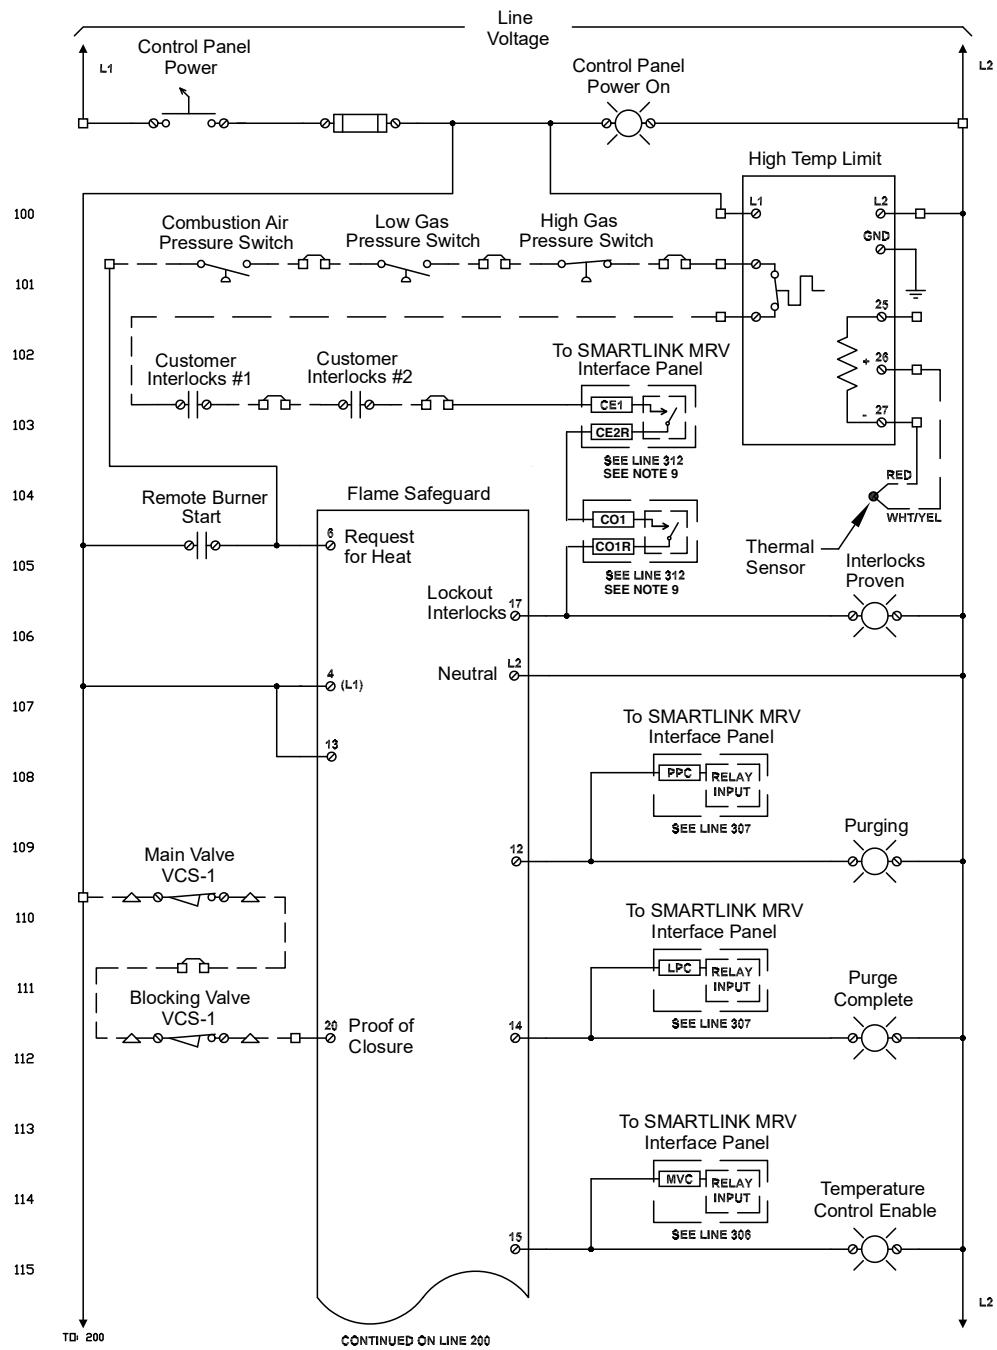 Line
Voltage
Control Panel
Power
L1
Control Panel
Power On
L2
High Temp Limit
100
L1
L2
Combustion Air
Pressure Switch
Low Gas
Pressure Switch
High Gas
Pressure Switch
GND
101
25
102
To SMARTLINK MRV
Interface Panel
Customer
Interlocks #1
Customer
Interlocks #2
+ 26
CE1
- 27
103
CE2R
SEE LINE 312
SEE NOTE 9
RED
104
Remote Burner
Start
Flame Safeguard
CO1
WHT/YEL
6
Request
for Heat
CO1R
Thermal
Sensor
Interlocks
Proven
105
SEE LINE 312
SEE NOTE 9
Lockout
Interlocks
17
106
Neutral
L2
4
(L1)
107
To SMARTLINK MRV
Interface Panel
13
PPC
RELAY
INPUT
108
SEE LINE 307
Purging
109
12
Main Valve
VCS-1
110
To SMARTLINK MRV
Interface Panel
LPC
RELAY
INPUT
111
Blocking Valve
VCS-1
Purge
Complete
20
Proof of
Closure
14
SEE LINE 307
112
113
To SMARTLINK MRV
Interface Panel
MVC
RELAY
INPUT
114
Temperature
Control Enable
SEE LINE 306
15
115
L2
TO: 200
CONTINUED ON LINE 200